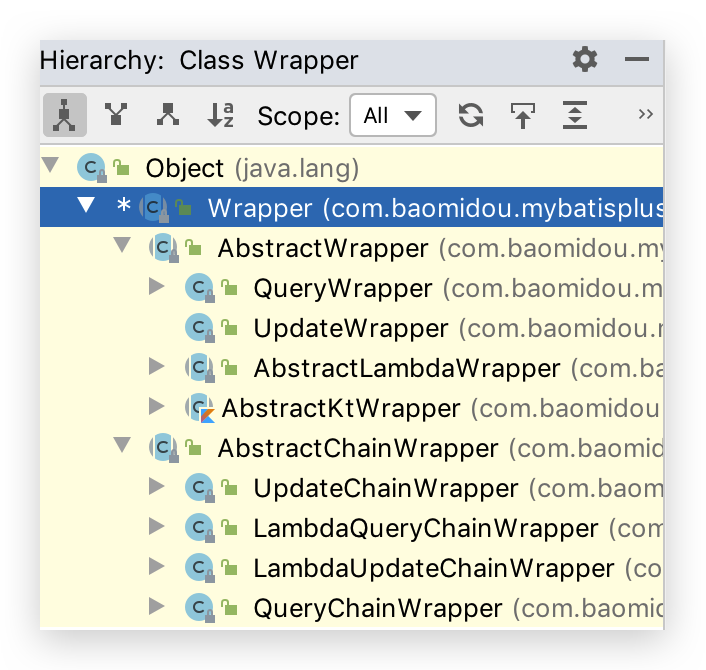 Hierarchy: Class Wrapper
Scope: All »
Object (java.lang)
* Wrapper (com.baomidou.mybatisplus
AbstractWrapper (com.baomidou.my
QueryWrapper (com.baomidou.m
UpdateWrapper (com.baomidou.
AbstractLambdaWrapper (com.ba
AbstractKtWrapper (com.baomidou
AbstractChainWrapper (com.baomid
UpdateChainWrapper (com.baom
LambdaQueryChainWrapper (com
LambdaUpdateChainWrapper (co
QueryChainWrapper (com.baomid